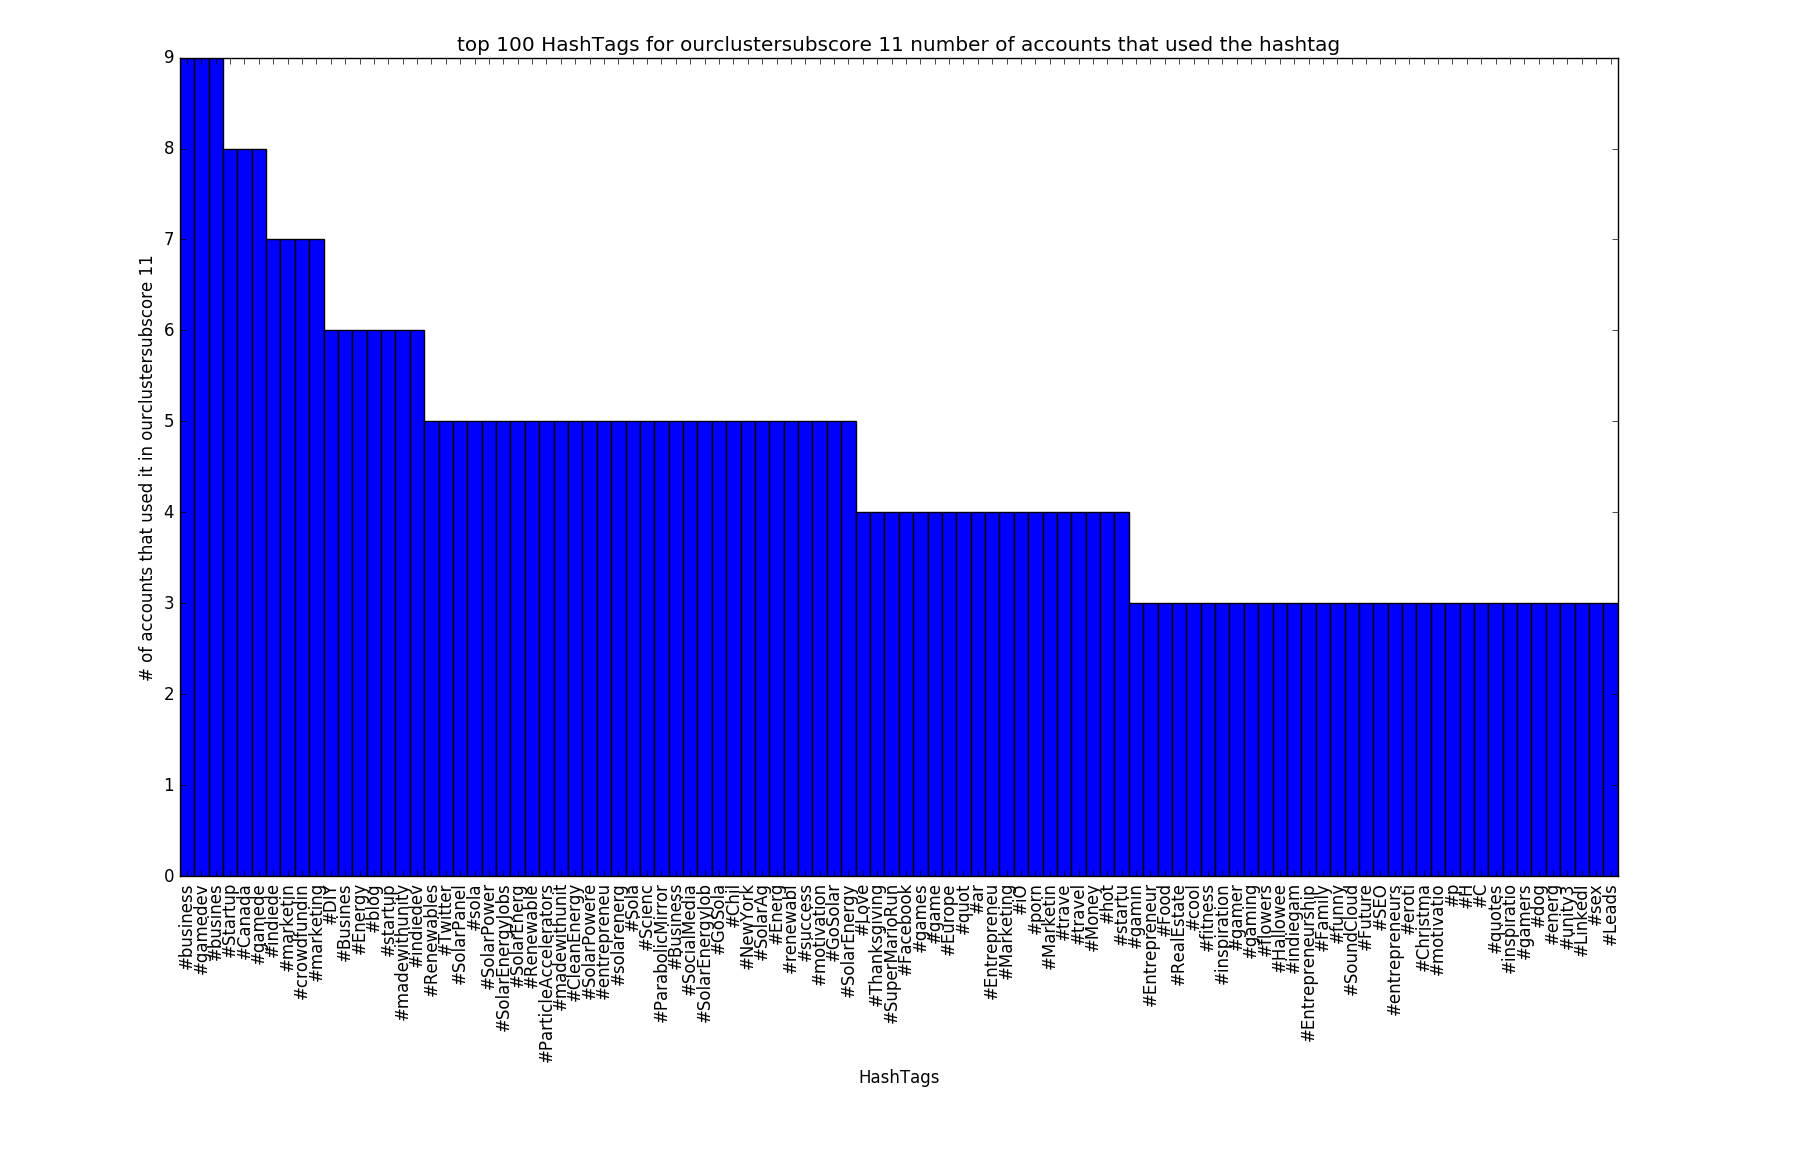 top 100 HashTags for ourclustersubscore 11 number of accounts that used the hashtag
# of accounts that used it in ourclustersubscore 11
9
8
7
6
5
4
3
2
1
0
#business
#gamedev
#busines
#Startup
#Canada
#gamede
#indiede
#marketin
#crowdfundin
#marketing
#DIY
#Busines
#Energy
#blog
#startup
#madewithunity
#indiedev
#Renewables
#Twitter
#SolarPanel
#sola
#SolarPower
#SolarEnergyJobs
#SolarEnerg
#Renewable
#ParticleAccelerators
#madewithunit
#CleanEnergy
#SolarPowere
#entrepreneu
#solarenerg
#Sola
#Scienc
#ParabolicMirror
#Business
#SocialMedia
#SolarEnergyJob
#GoSola
#Chil
#NewYork
#SolarAg
#Energ
#renewabl
#success
#motivation
#GoSolar
#SolarEnergy
#Love
#Thanksgiving
#SuperMarioRun
#Facebook
#games
#game
#Europe
#quot
#ar
#Entrepreneu
#Marketing
#iO
#porn
#Marketin
#trave
#travel
#Money
#hot
#startu
#gamin
#Entrepreneur
#Food
#RealEstate
#cool
#fitness
#inspiration
#gamer
#gaming
#flowers
#Hallowee
#indiegam
#Entrepreneurship
#Family
#funny
#SoundCloud
#Future
#SEO
#entrepreneurs
#eroti
#Christma
#motivatio
#p
#H
#C
#quotes
#inspiratio
#gamers
#dog
#energ
#unity3
#Linkedl
#sex
#Leads
HashTags